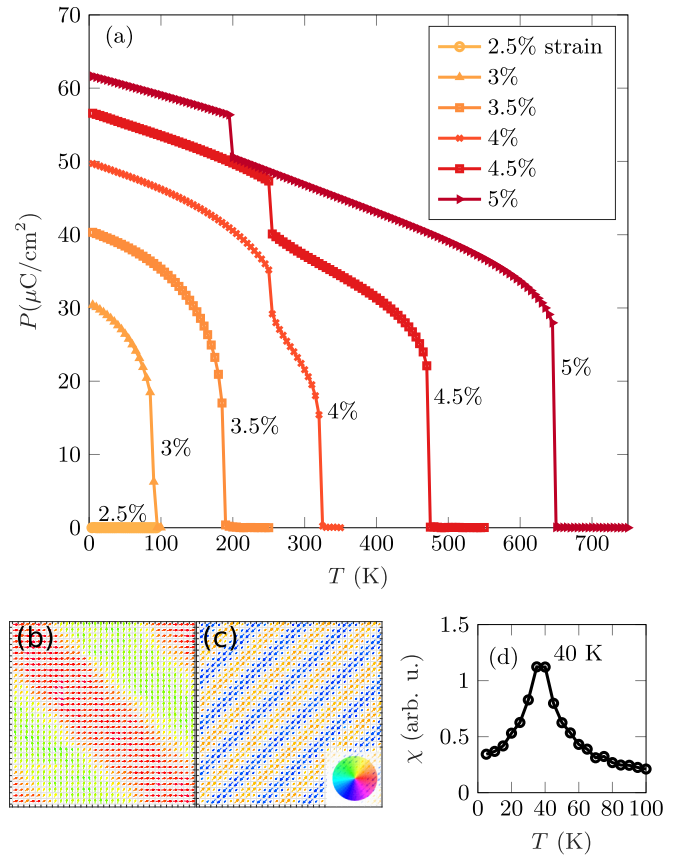 (a)
70
60
50
40
30
20
10
0
P(μC/cm²)
2.5% strain
3%
3.5%
4%
4.5%
5%
2.5%
3%
3.5%
4%
4.5%
5%
0 100 200 300 400 500 600 700
T (K)
(b)
(c)
(d)
40 K
1.5
1
0.5
0
χ (arb. u.)
0 20 40 60 80 100
T (K)